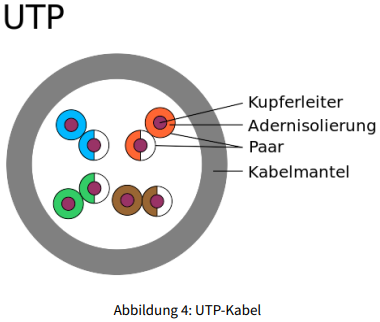 UTP
Kupferleiter
Adernisolierung
Paar
Kabelmantel
Abbildung 4: UTP-Kabel